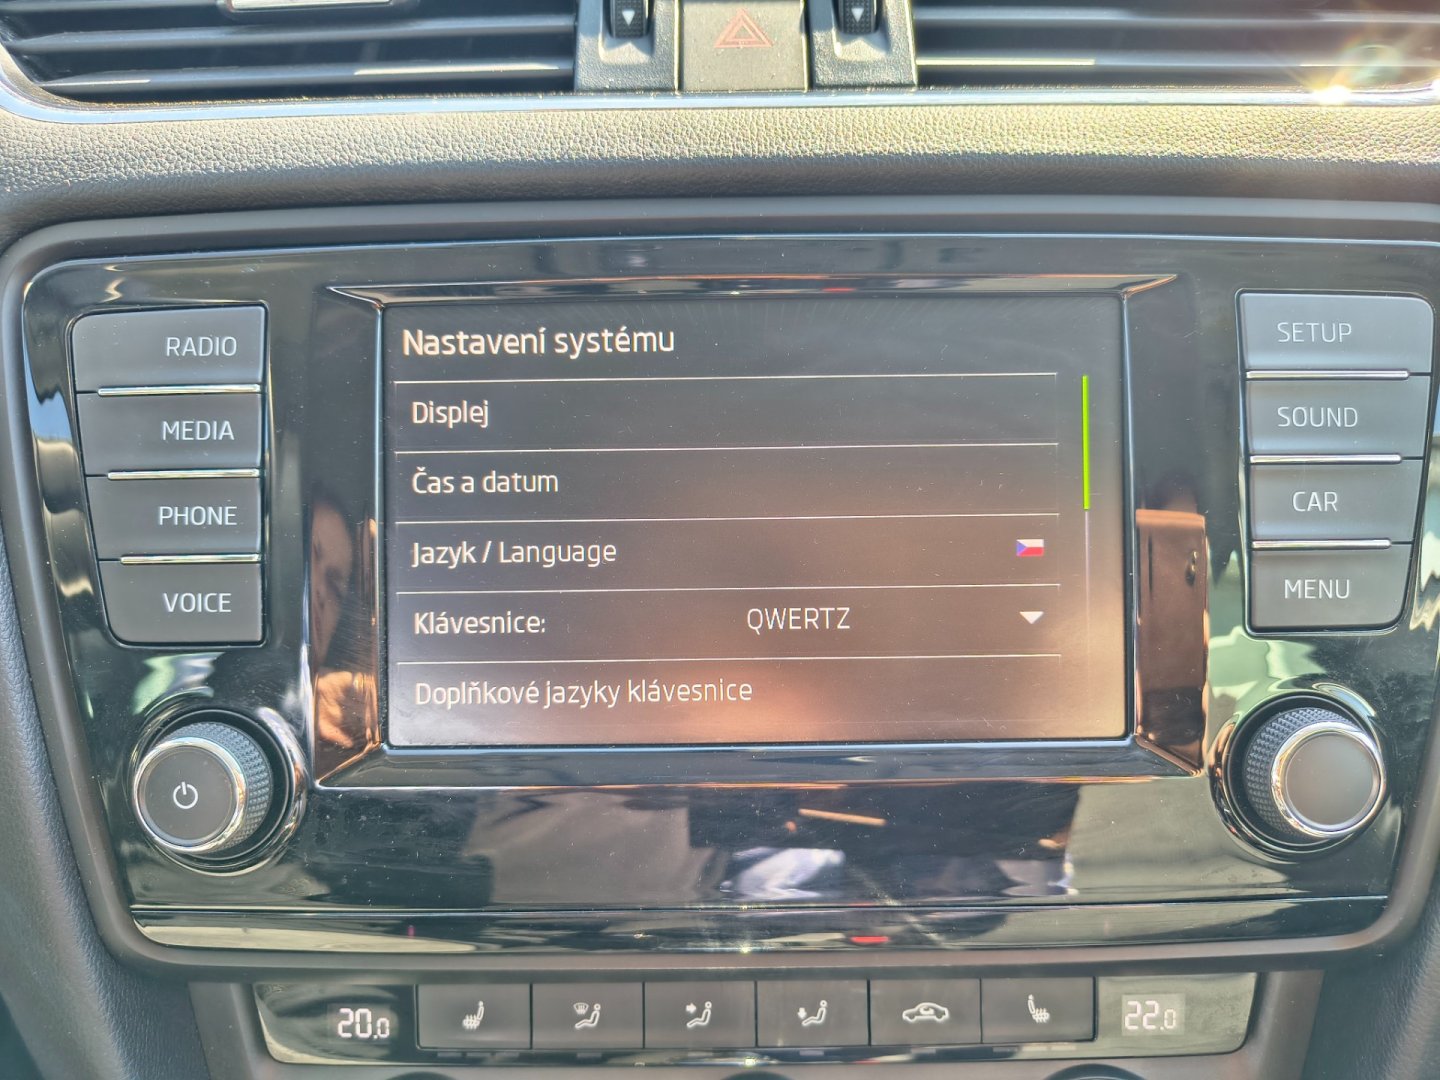 RADIO
MEDIA
PHONE
VOICE
Nastavení systému
Displej
Čas a datum
Jazyk / Language
Klávesnice: QWERTZ
Doplňkové jazyky klávesnice
SETUP
SOUND
CAR
MENU
20.0
22.0